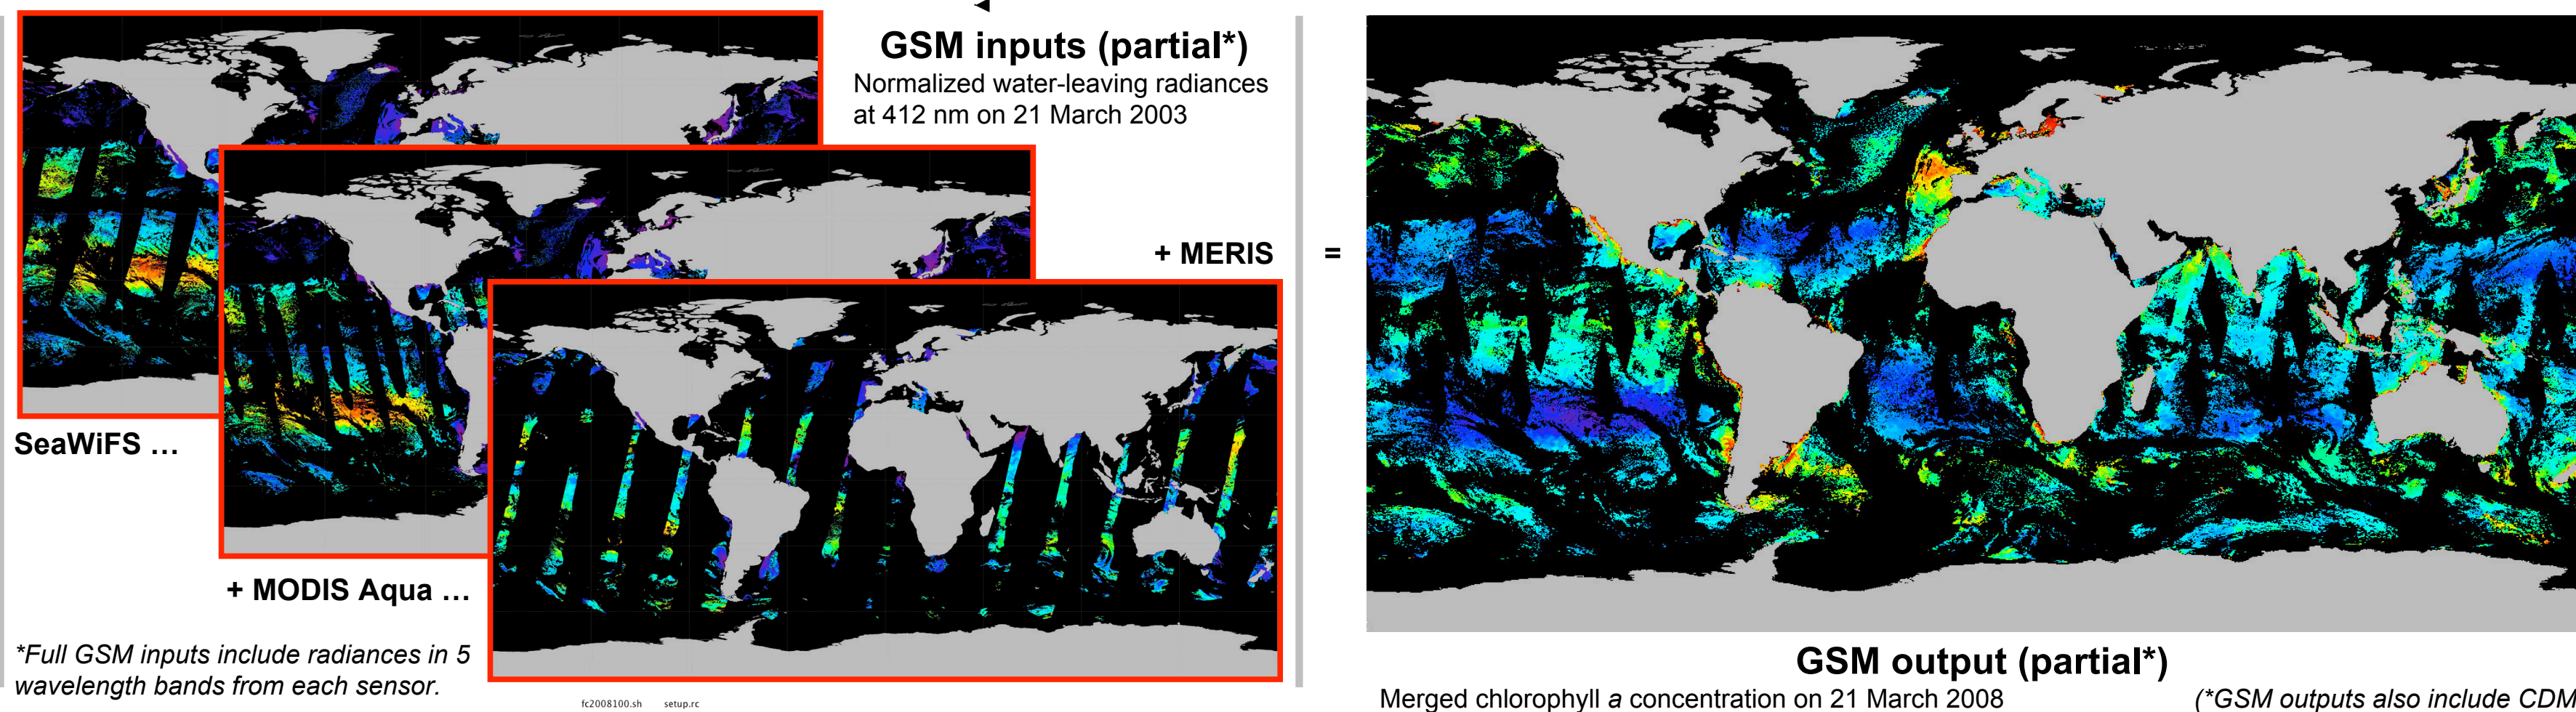 GSM inputs (partial*)
Normalized water-leaving radiances
at 412 nm on 21 March 2003
+ MERIS
=
SeaWiFS …
+ MODIS Aqua …
*Full GSM inputs include radiances in 5
wavelength bands from each sensor.
fc2008100.sh setup.rc
GSM output (partial*)
Merged chlorophyll a concentration on 21 March 2008
(*GSM outputs also include CDM